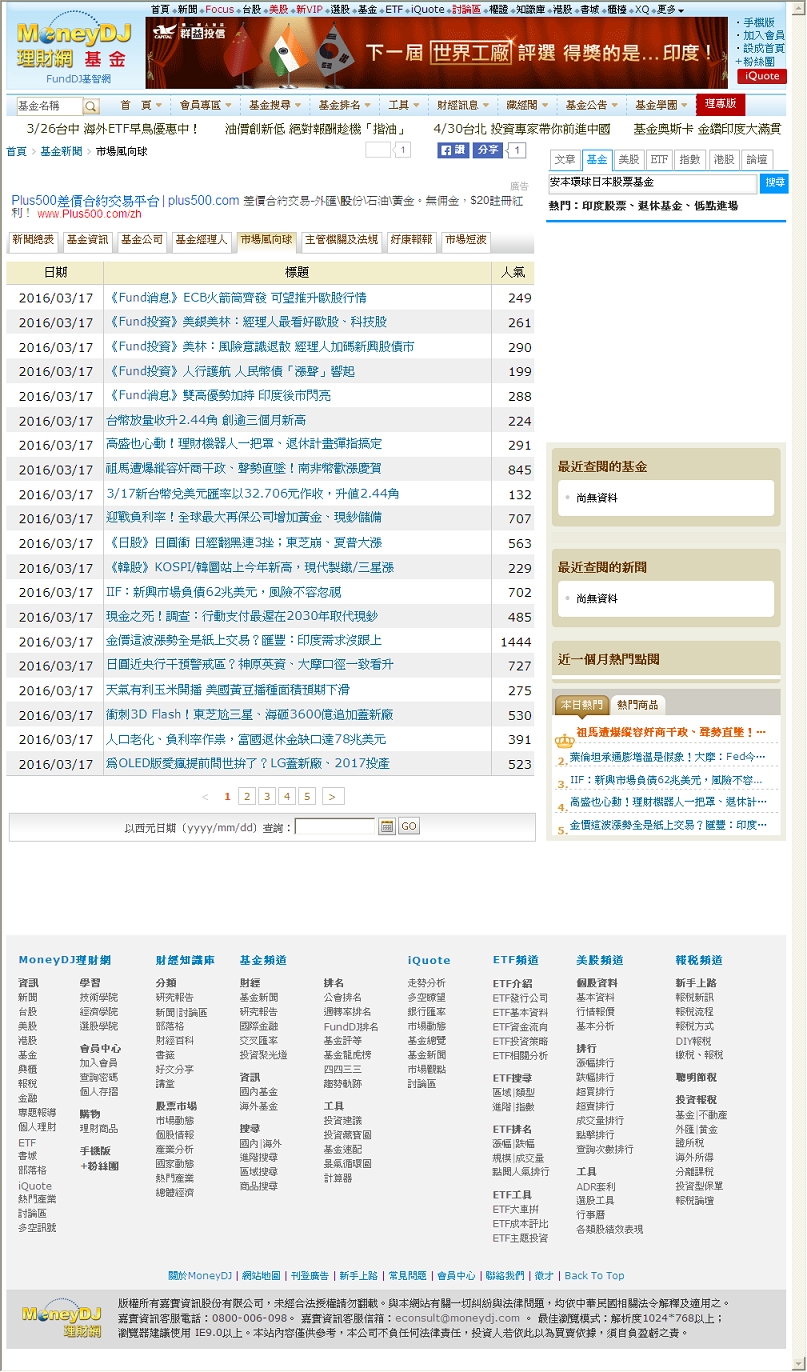 首頁 新聞 Focus 台股 美股 新VIP 選股 基金 ETF iQuote 討論區 權證 知識庫 港股 書城 櫃檯 XQ 更多
MoneyDJ
理財網 基金
FundDJ基智網
群益投信
下一屆 世界工廠 評選 得獎的是... 印度！
手機版
加入會員
設成首頁
+粉絲團
iQuote
基金名稱
首 頁 會員專區 基金搜尋 基金排名 工具 財經訊息 藏經閣 基金公告 基金學園 理專版
3/26台中 海外ETF早鳥優惠中！ 油價創新低 絕對報酬趁機「揩油」 4/30台北 投資專家帶你前進中國 基金奧斯卡 金鑽印度大滿貫
首頁 › 基金新聞 › 市場風向球
1
讚 分享 1
文章 基金 美股 ETF 指數 港股 論壇
安本環球日本股票基金 搜尋
熱門：印度股票、退休基金、低點進場
廣告
Plus500差價合約交易平台 | plus500.com 差價合約交易-外匯\股份\石油\黃金。無佣金，$20註冊紅利！ www.Plus500.com/zh
新聞總表 基金資訊 基金公司 基金經理人 市場風向球 主管機關及法規 好康報報 市場短波
日期 標題 人氣
2016/03/17 《Fund消息》ECB火箭筒齊發 可望推升歐股行情 249
2016/03/17 《Fund投資》美銀美林：經理人最看好歐股、科技股 261
2016/03/17 《Fund投資》美林：風險意識退散 經理人加碼新興股債市 290
2016/03/17 《Fund投資》人行護航 人民幣債「漲聲」響起 199
2016/03/17 《Fund消息》雙高優勢加持 印度後市閃亮 288
2016/03/17 台幣放量收升2.44角 創逾三個月新高 224
2016/03/17 高盛也心動！理財機器人一把罩、退休計畫彈指搞定 291
2016/03/17 祖馬遭爆縱容奸商干政、聲勢直墜！南非幣歡漲慶賀 845
2016/03/17 3/17新台幣兌美元匯率以32.706元作收，升值2.44角 132
2016/03/17 迎戰負利率！全球最大再保公司增加黃金、現鈔儲備 707
2016/03/17 《日股》日圓衝 日經翻黑連3挫；東芝崩、夏普大漲 563
2016/03/17 《韓股》KOSPI/韓圜站上今年新高，現代製鐵/三星漲 229
2016/03/17 IIF：新興市場負債62兆美元，風險不容忽視 702
2016/03/17 現金之死！調查：行動支付最遲在2030年取代現鈔 485
2016/03/17 金價這波漲勢全是紙上交易？匯豐：印度需求沒跟上 1444
2016/03/17 日圓近央行干預警戒區？神原英資、大摩口徑一致看升 727
2016/03/17 天氣有利玉米開播 美國黃豆播種面積預期下滑 275
2016/03/17 衝刺3D Flash！東芝尬三星、海砸3600億追加蓋新廠 530
2016/03/17 人口老化、負利率作祟，富國退休金缺口達78兆美元 391
2016/03/17 為OLED版愛瘋提前問世拚了？LG蓋新廠、2017投產 523
< 1 2 3 4 5 >
以西元日期（yyyy/mm/dd）查詢： GO
最近查閱的基金
尚無資料
最近查閱的新聞
尚無資料
近一個月熱門點閱
本日熱門 熱門商品
祖馬遭爆縱容奸商干政、聲勢直墜！…
2. 葉倫坦承通膨增溫是假象！大摩：Fed今…
3. IIF：新興市場負債62兆美元，風險不容...
4. 高盛也心動！理財機器人一把罩、退休計…
5. 金價這波漲勢全是紙上交易？匯豐：印度…
MoneyDJ理財網 財經知識庫 基金頻道 iQuote ETF頻道 美股頻道 報稅頻道
資訊
新聞
台股
美股
港股
基金
興櫃
報稅
金融
專題報導
個人理財
ETF
書城
部落格
iQuote
熱門產業
討論區
多空訊號
學習
技術學院
經濟學院
選股學院
會員中心
加入會員
查詢密碼
個人存摺
購物
理財商品
手機版
+粉絲團
分類
研究報告
新聞|討論區
部落格
財經百科
書籤
好文分享
講堂
股票市場
市場動態
個股情報
產業分析
國家動態
熱門產業
總體經濟
財經
基金新聞
研究報告
國際金融
交叉匯率
投資聚光燈
資訊
國內基金
海外基金
搜尋
國內|海外
進階搜尋
區域搜尋
商品搜尋
排名
公會排名
週轉率排名
FundDJ排名
基金評等
基金龍虎榜
四四三三
趨勢軌跡
工具
投資建議
投資藏寶圖
基金速配
景氣循環圖
計算器
走勢分析
多空瞭望
銀行匯率
市場動態
基金總覽
基金新聞
市場觀點
討論區
ETF介紹
ETF發行公司
ETF基本資料
ETF資金流向
ETF投資策略
ETF相關分析
ETF搜尋
區域|類型
進階|指數
ETF排名
漲幅|跌幅
規模|成交量
點閱人氣排行
ETF工具
ETF大車拚
ETF成本評比
ETF主題投資
個股資料
基本資料
行情報價
基本分析
排行
漲幅排行
跌幅排行
超買排行
超賣排行
成交量排行
點擊排行
查詢次數排行
工具
ADR套利
選股工具
行事曆
各類股績效表現
新手上路
報稅新訊
報稅流程
報稅方式
DIY報稅
繳稅、報稅
聰明節稅
投資報稅
基金|不動產
外匯|黃金
證所稅
海外所得
分離課稅
投資型保單
報稅論壇
關於MoneyDJ | 網站地圖 | 刊登廣告 | 新手上路 | 常見問題 | 會員中心 | 聯絡我們 | 徵才 | Back To Top
MoneyDJ
理財網
版權所有嘉實資訊股份有限公司，未經合法授權請勿翻載。與本網站有關一切糾紛與法律問題，均依中華民國相關法令解釋及適用之。
嘉實資訊客服電話：0800-006-098。 嘉實資訊客服信箱：econsult@moneydj.com 。 最佳瀏覽模式：解析度1024*768以上；
瀏覽器建議使用 IE9.0以上。本站內容僅供參考，本公司不負任何法律責任，投資人若依此以為買賣依據，須自負盈虧之責。